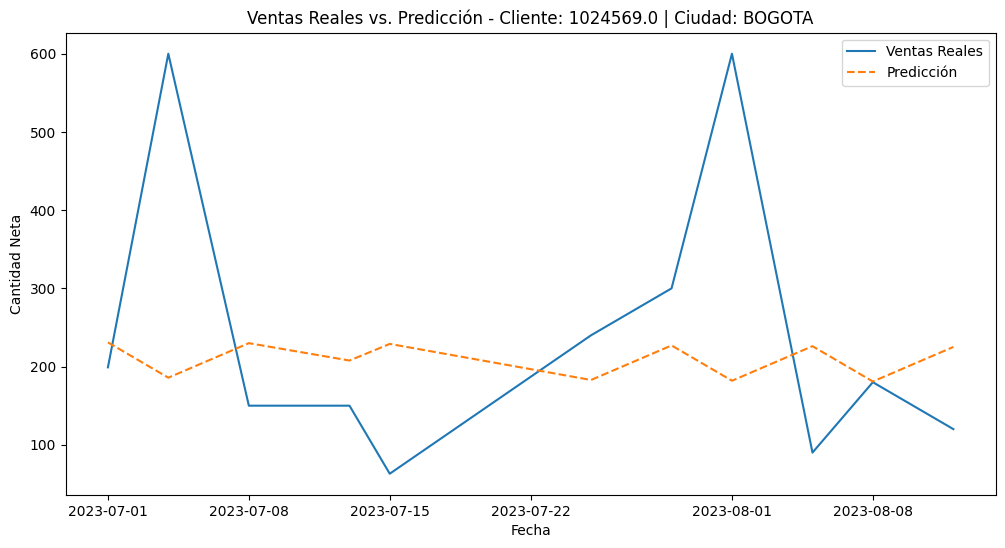 Ventas Reales vs. Predicción - Cliente: 1024569.0 | Ciudad: BOGOTA
Ventas Reales
Predicción
600
500
400
300
200
100
Cantidad Neta
2023-07-01
2023-07-08
2023-07-15
2023-07-22
2023-08-01
2023-08-08
Fecha